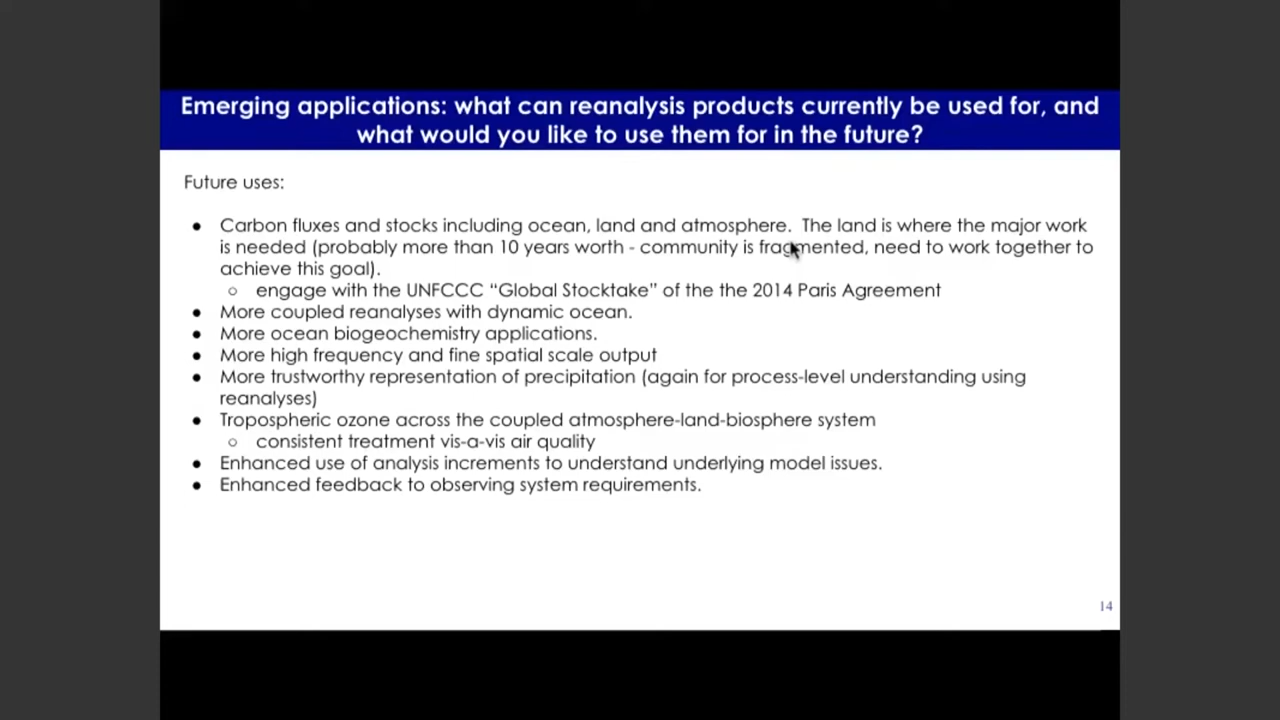 Emerging applications: what can reanalysis products currently be used for, and
what would you like to use them for in the future?
Future uses:
● Carbon fluxes and stocks including ocean, land and atmosphere.  The land is where the major work
is needed (probably more than 10 years worth - community is fragmented, need to work together to
achieve this goal).
○ engage with the UNFCCC “Global Stocktake” of the the 2014 Paris Agreement
● More coupled reanalyses with dynamic ocean.
● More ocean biogeochemistry applications.
● More high frequency and fine spatial scale output
● More trustworthy representation of precipitation (again for process-level understanding using
reanalyses)
● Tropospheric ozone across the coupled atmosphere-land-biosphere system
○ consistent treatment vis-a-vis air quality
● Enhanced use of analysis increments to understand underlying model issues.
● Enhanced feedback to observing system requirements.
14